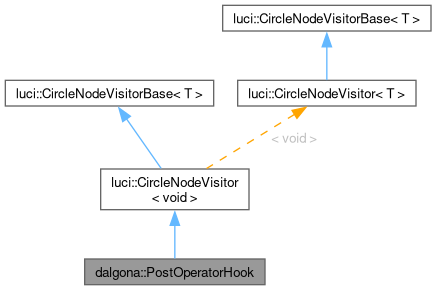 luci::CircleNodeVisitorBase< T >
luci::CircleNodeVisitorBase< T >
luci::CircleNodeVisitor< T >
< void >
luci::CircleNodeVisitor
< void >
dalgona::PostOperatorHook